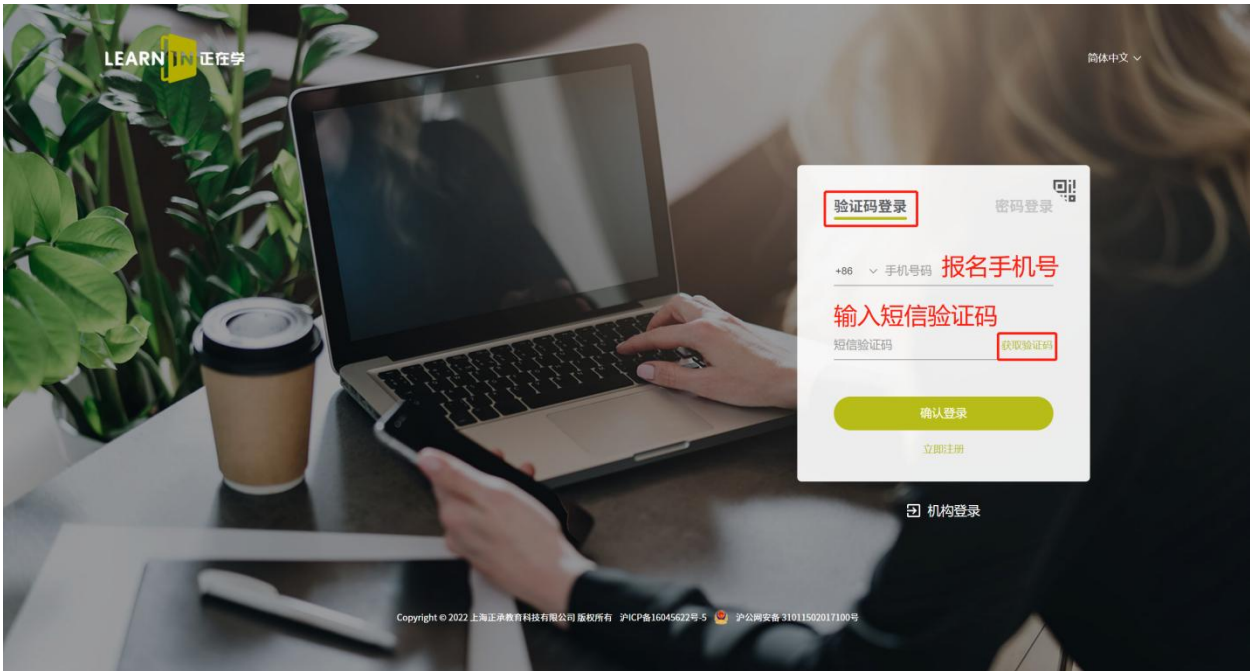 LEARN IN 正在学
简体中文
验证码登录
密码登录
+86 手机号码 报名手机号
输入短信验证码
短信验证码 获取验证码
确认登录
立即注册
机构登录
Copyright © 2022 上海正承教育科技有限公司 版权所有 沪ICP备16045622号-5 沪公网安备 31011502017100号